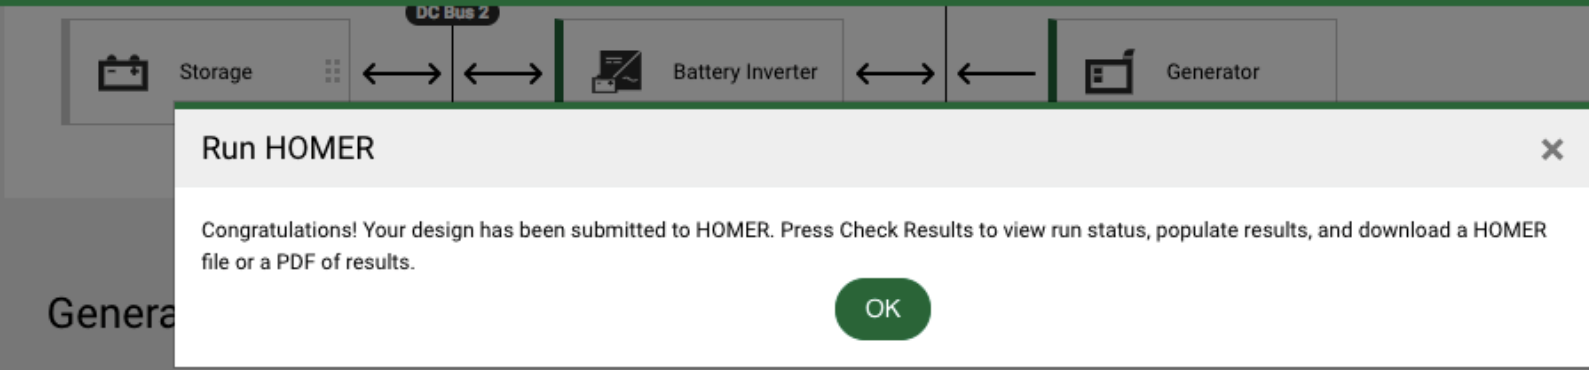 DC Bus 2
Storage
Battery Inverter
Generator
Run HOMER
Congratulations! Your design has been submitted to HOMER. Press Check Results to view run status, populate results, and download a HOMER
file or a PDF of results.
OK
Genera